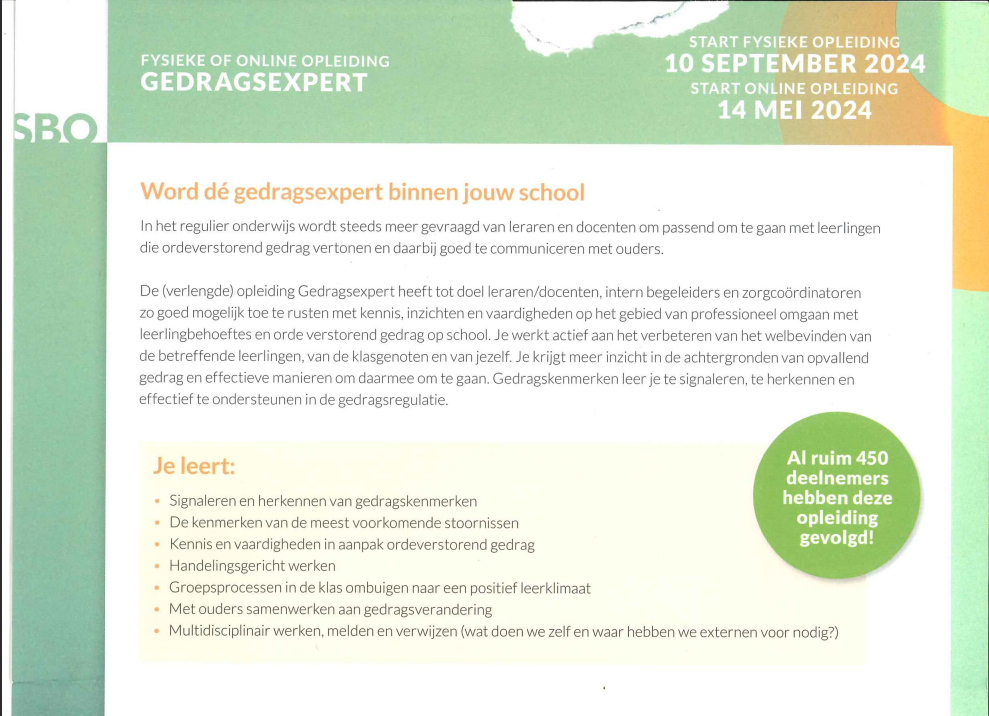 FYSIEKE OF ONLINE OPLEIDING
GEDRAGSEXPERT
START FYSIEKE OPLEIDING
10 SEPTEMBER 2024
START ONLINE OPLEIDING
14 MEI 2024
SBO
Word dé gedragsexpert binnen jouw school
In het regulier onderwijs wordt steeds meer gevraagd van leraren en docenten om passend om te gaan met leerlingen
die ordeverstorend gedrag vertonen en daarbij goed te communiceren met ouders.
De (verlengde) opleiding Gedragsexpert heeft tot doel leraren/docenten, intern begeleiders en zorgcoördinatoren
zo goed mogelijk toe te rusten met kennis, inzichten en vaardigheden op het gebied van professioneel omgaan met
leerlingbehoeftes en orde verstorend gedrag op school. Je werkt actief aan het verbeteren van het welbevinden van
de betreffende leerlingen, van de klasgenoten en van jezelf. Je krijgt meer inzicht in de achtergronden van opvallend
gedrag en effectieve manieren om daarmee om te gaan. Gedragskenmerken leer je te signaleren, te herkennen en
effectief te ondersteunen in de gedragsregulatie.
Je leert:
• Signaleren en herkennen van gedragskenmerken
• De kenmerken van de meest voorkomende stoornissen
• Kennis en vaardigheden in aanpak ordeverstorend gedrag
• Handelingsgericht werken
• Groepsprocessen in de klas ombuigen naar een positief leerklimaat
• Met ouders samenwerken aan gedragsverandering
• Multidisciplinair werken, melden en verwijzen (wat doen we zelf en waar hebben we externen voor nodig?)
Al ruim 450
deelnemers
hebben deze
opleiding
gevolgd!